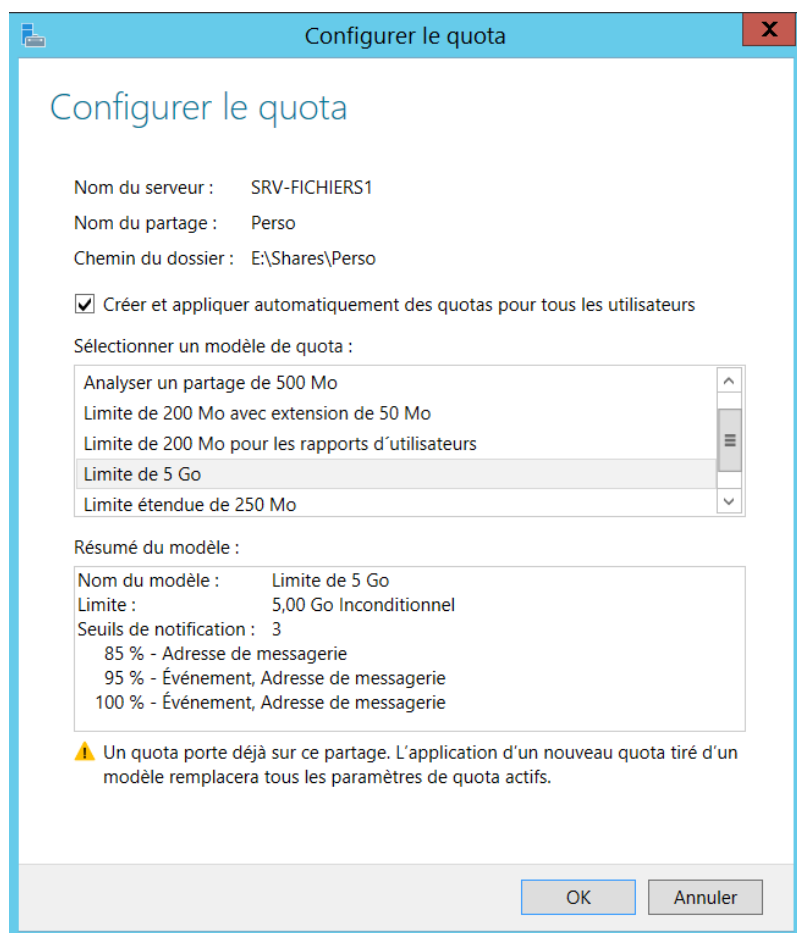 Configurer le quota
X
Configurer le quota
Nom du serveur : SRV-FICHIERS1
Nom du partage : Perso
Chemin du dossier : E:\Shares\Perso
Créer et appliquer automatiquement des quotas pour tous les utilisateurs
Sélectionner un modèle de quota :
Analyser un partage de 500 Mo
Limite de 200 Mo avec extension de 50 Mo
Limite de 200 Mo pour les rapports d´utilisateurs
Limite de 5 Go
Limite étendue de 250 Mo
Résumé du modèle :
Nom du modèle : Limite de 5 Go
Limite : 5,00 Go Inconditionnel
Seuils de notification : 3
85 % - Adresse de messagerie
95 % - Événement, Adresse de messagerie
100 % - Événement, Adresse de messagerie
Un quota porte déjà sur ce partage. L’application d’un nouveau quota tiré d’un
modèle remplacera tous les paramètres de quota actifs.
OK Annuler